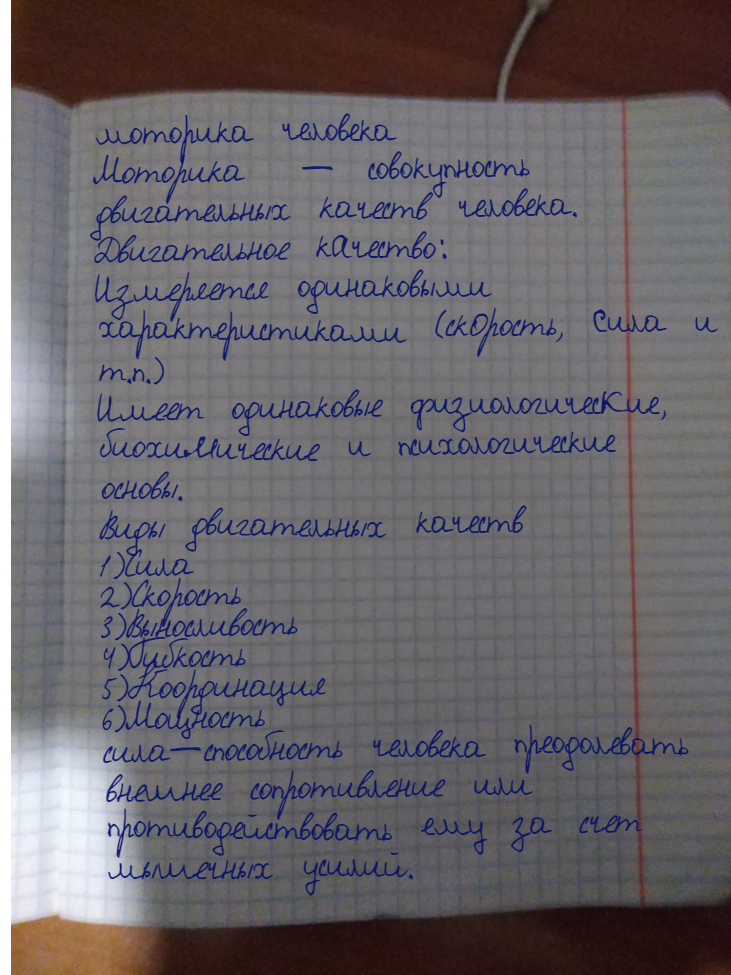 моторика человека
Моторика — совокупность
двигательных качеств человека.
Двигательное качество:
Измеряется одинаковыми
характеристиками (скорость, сила и
т.п.)
Имеет одинаковые физиологические,
биохимические и психологические
основы.
Виды двигательных качеств
1)Сила
2)Скорость
3)Выносливость
4)Гибкость
5)Координация
6)Мощность
сила—способность человека преодолевать
внешнее сопротивление или
противодействовать ему за счет
мышечных усилий.